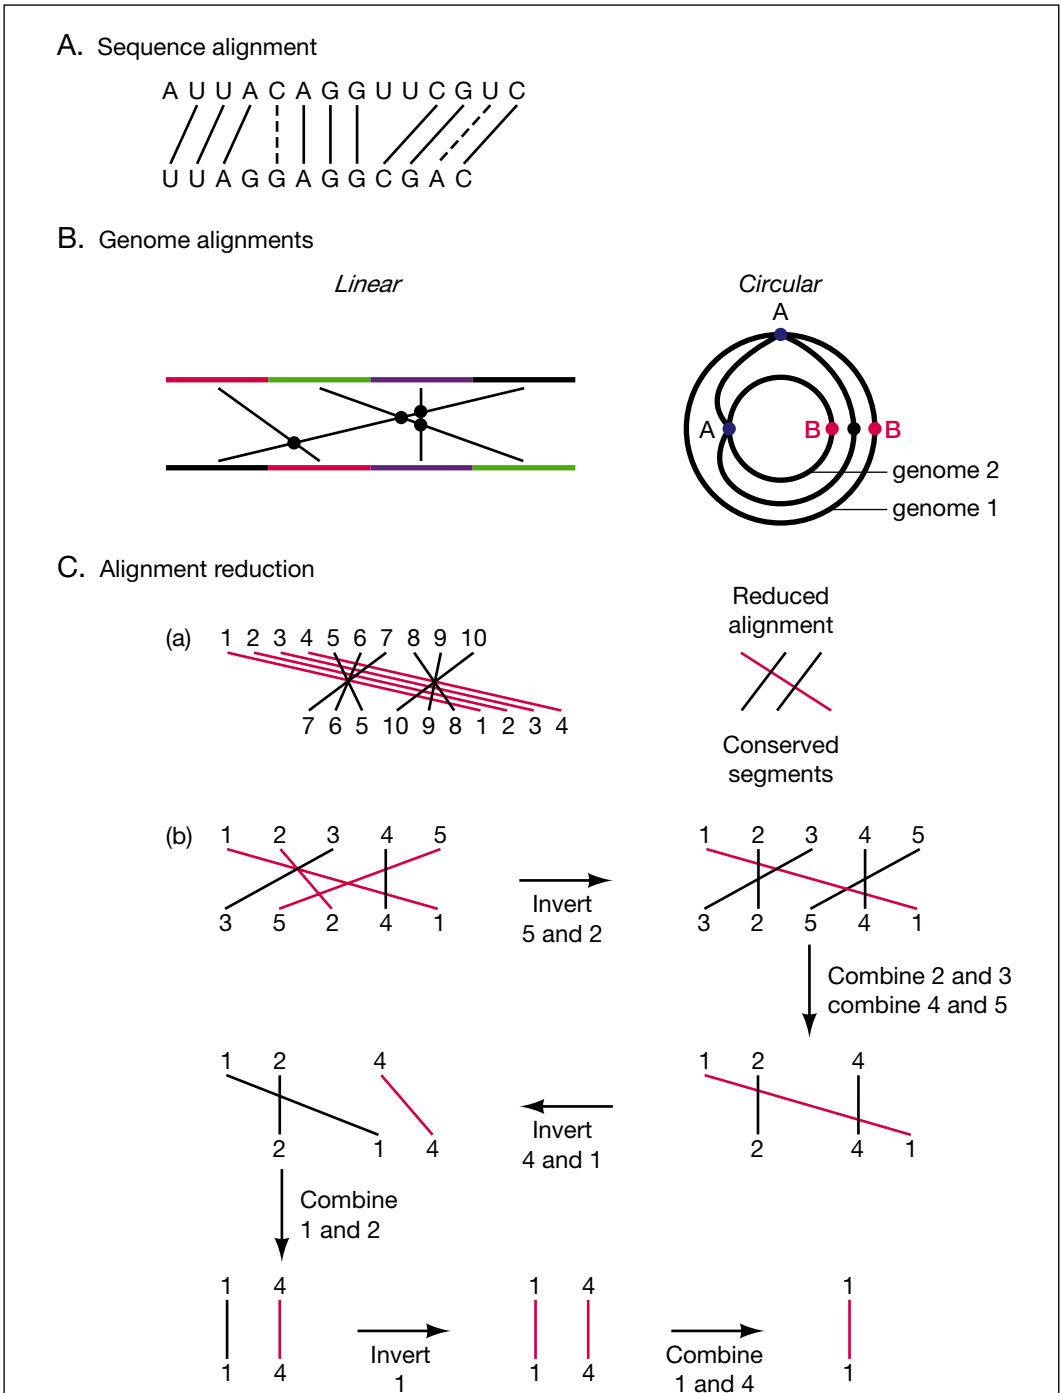 A. Sequence alignment
A U U A C A G G U U C G U C
U U A G G A G G C G A C
B. Genome alignments
Linear
Circular
A
A
B
B
genome 2
genome 1
C. Alignment reduction
Reduced
alignment
(a) 1 2 3 4 5 6 7 8 9 10
7 6 5 10 9 8 1 2 3 4
Conserved
segments
(b) 1 2 3 4 5
3 5 2 4 1
Invert
5 and 2
1 2 3 4 5
3 2 5 4 1
Combine 2 and 3
combine 4 and 5
1 2 4
2 4 1
Invert
4 and 1
1 2 4
2 1 4
Combine
1 and 2
1 4
1 4
Invert
1
1 4
1 4
Combine
1 and 4
1
1